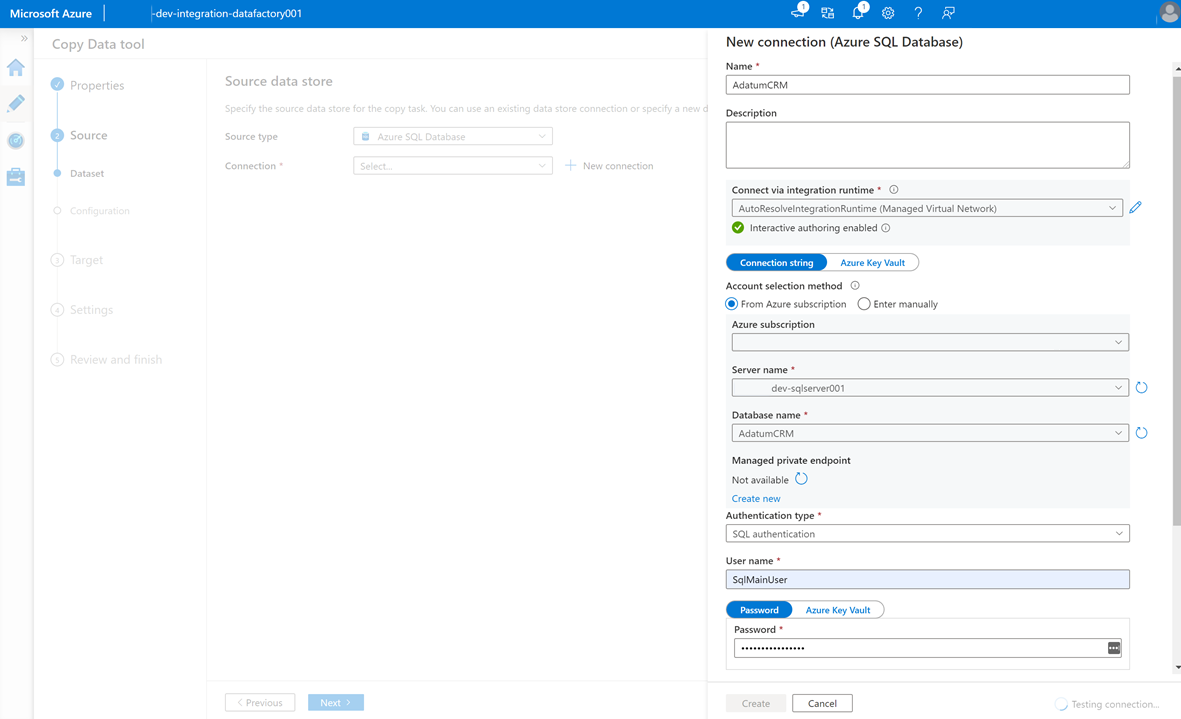 Microsoft Azure
-dev-integration-datafactory001
1
1
»
Copy Data tool
Properties
2 Source
Dataset
Configuration
3 Target
4 Settings
5 Review and finish
Source data store
Specify the source data store for the copy task. You can use an existing data store connection or specify a new d
Source type
Azure SQL Database
Connection *
Select...
New connection
< Previous
Next >
New connection (Azure SQL Database)
Name *
AdatumCRM
Description
Connect via integration runtime *
AutoResolveIntegrationRuntime (Managed Virtual Network)
Interactive authoring enabled
Connection string
Azure Key Vault
Account selection method
From Azure subscription
Enter manually
Azure subscription
Server name *
dev-sqlserver001
Database name *
AdatumCRM
Managed private endpoint
Not available
Create new
Authentication type *
SQL authentication
User name *
SqlMainUser
Password
Azure Key Vault
Password *
••••••••••••••••
Create
Cancel
Testing connection...